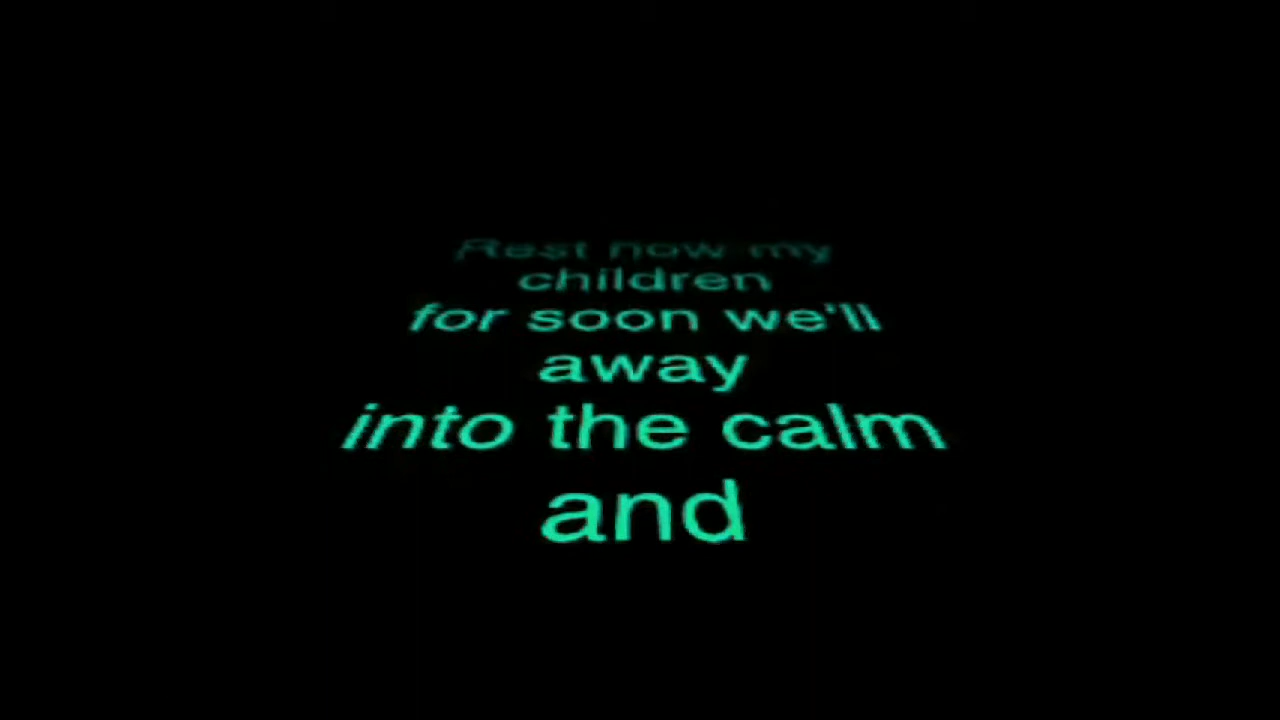 Rest now my
children
for soon we'll
away
into the calm
and